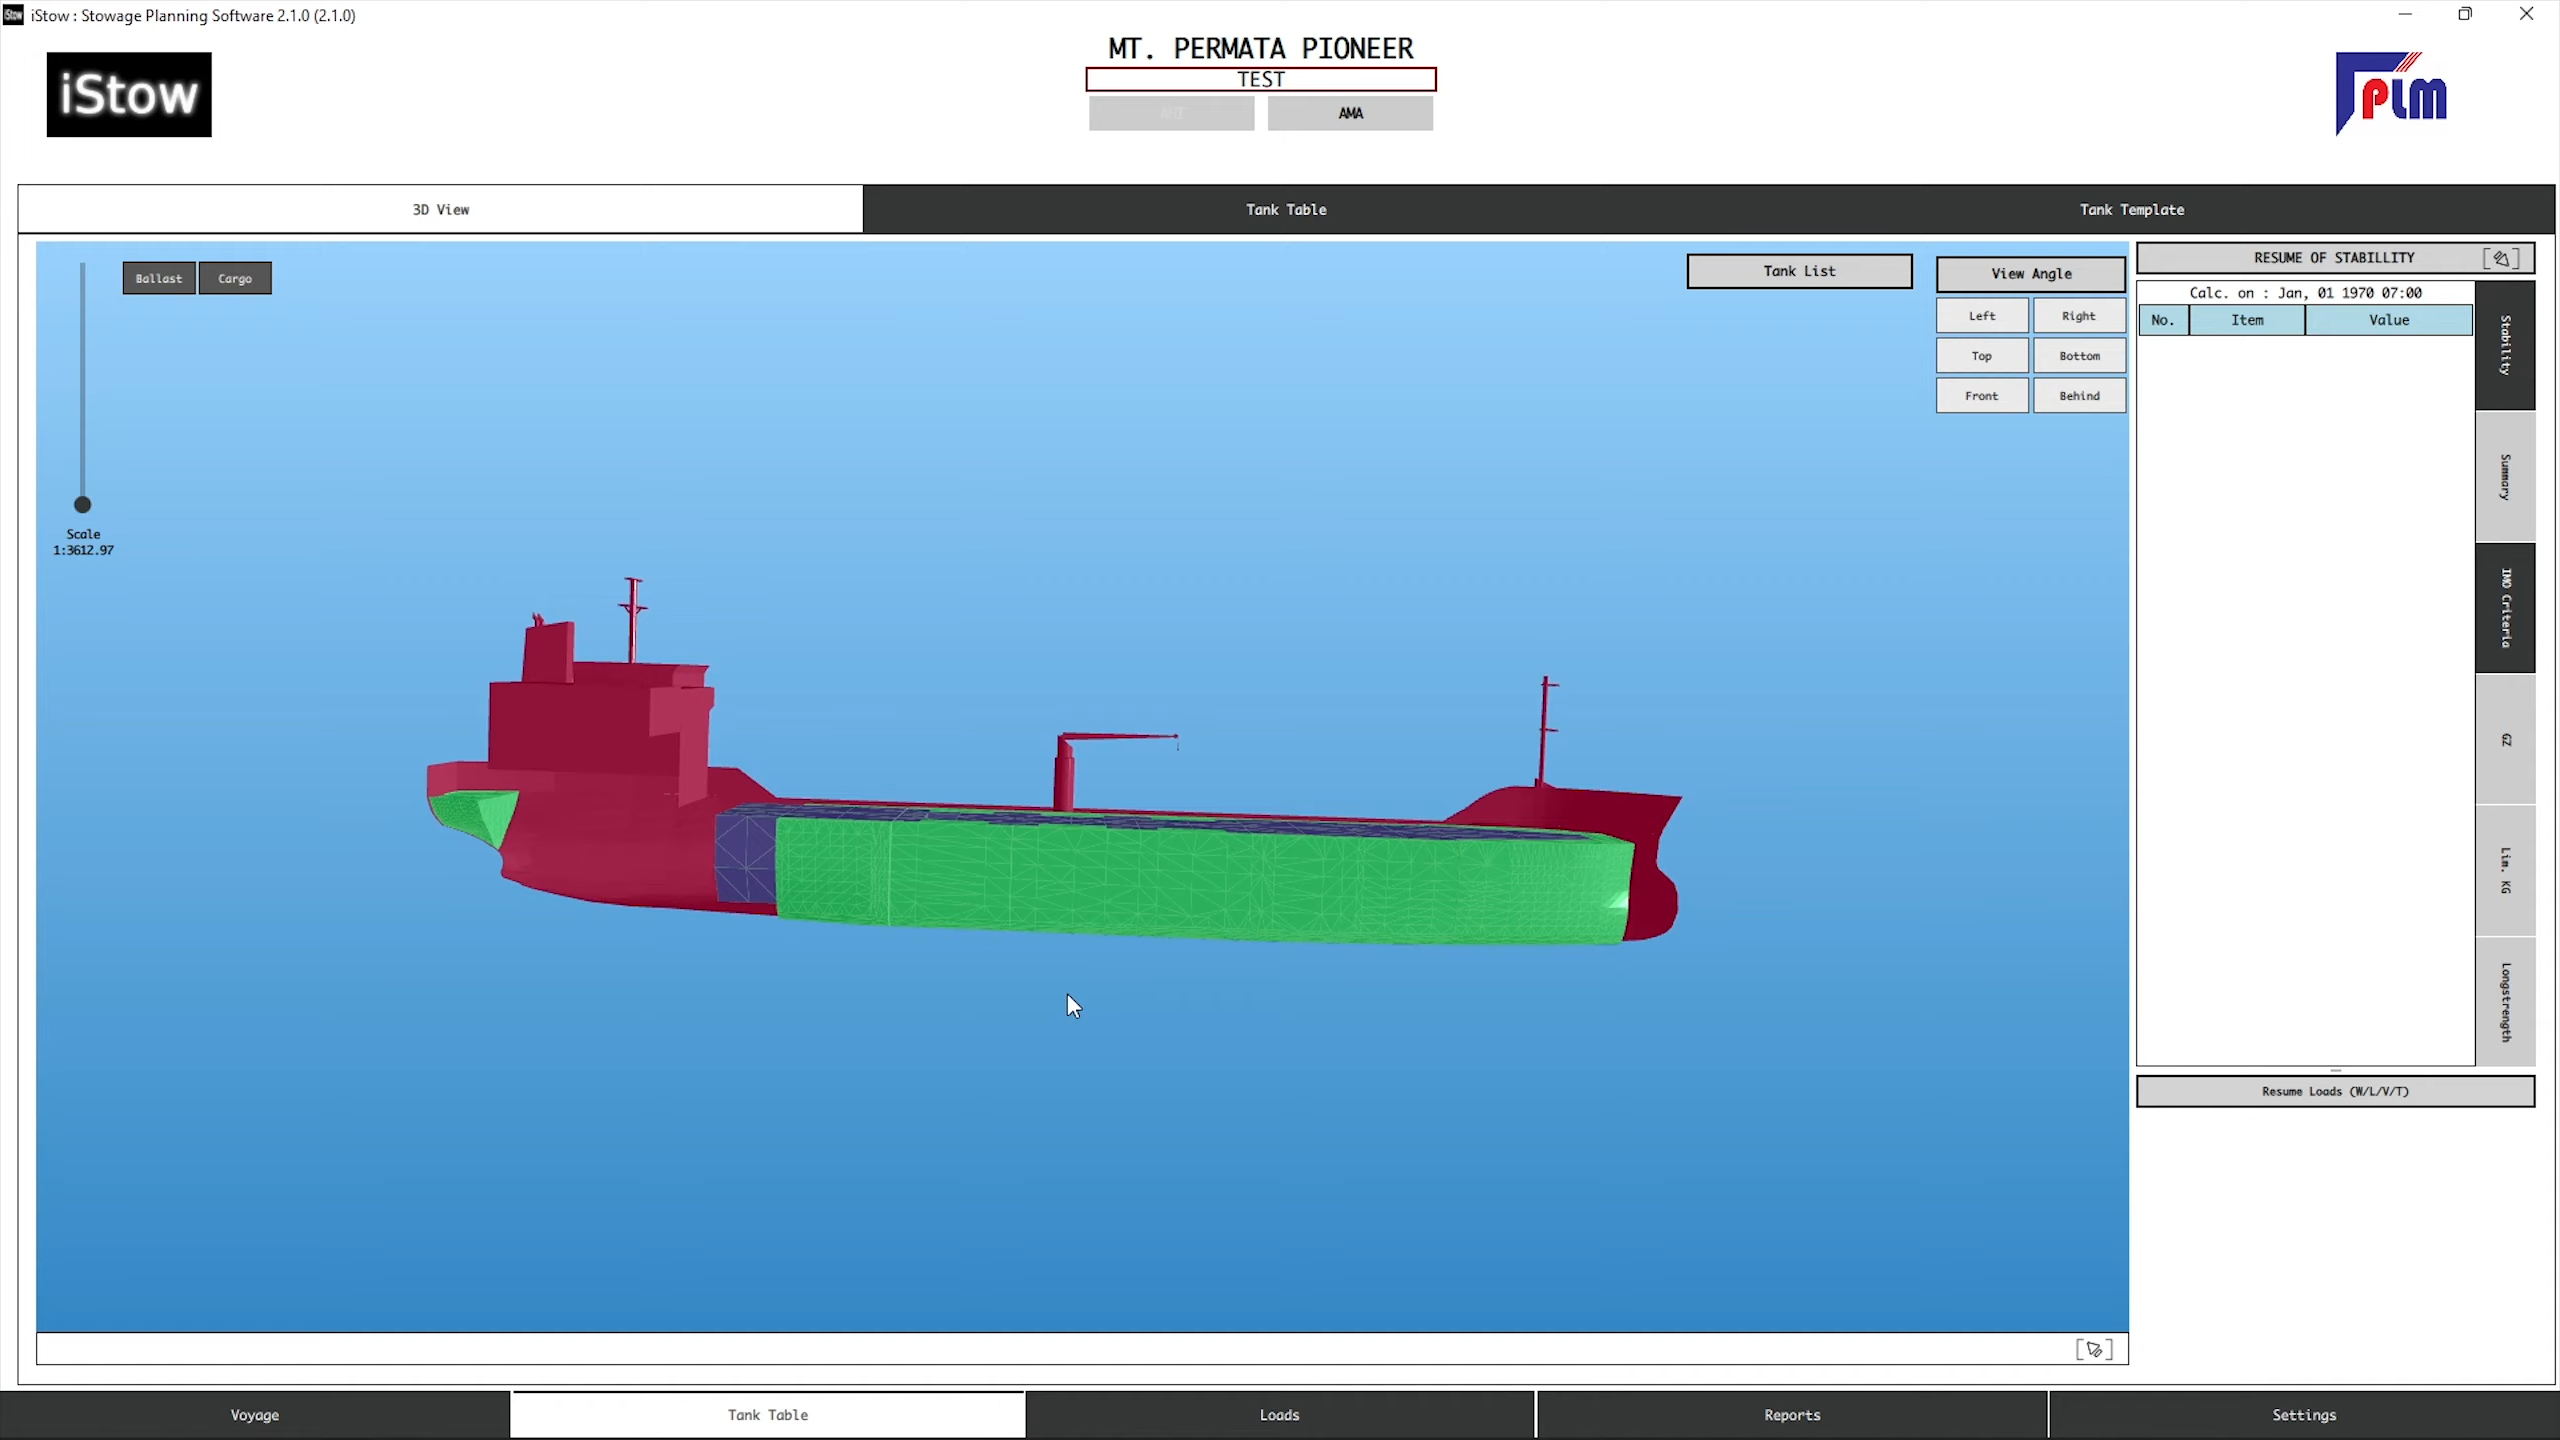 iStow : Stowage Planning Software 2.1.0 (2.1.0)
iStow
MT. PERMATA PIONEER
TEST
AMA
PLM
3D View
Tank Table
Tank Template
Ballast
Cargo
Scale
1:3612.97
Tank List
View Angle
Left
Right
Top
Bottom
Front
Behind
RESUME OF STABILLITY
Calc. on : Jan, 01 1970 07:00
No.
Item
Value
Stability
Summary
IMO Criteria
GZ
Lim. KG
Longstrength
Resume Loads (W/L/V/T)
Voyage
Tank Table
Loads
Reports
Settings